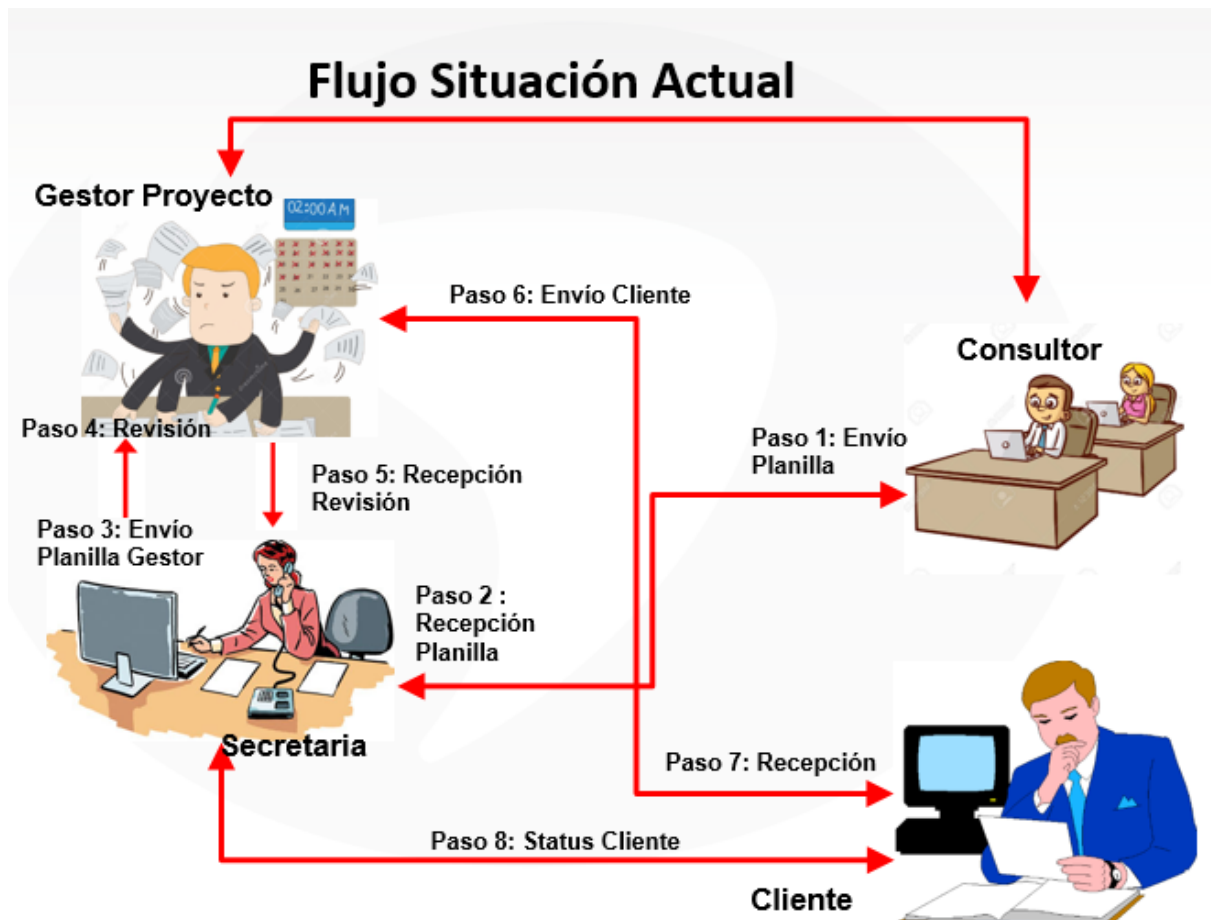 Flujo Situación Actual
Gestor Proyecto
02:00AM
Paso 6: Envío Cliente
Consultor
Paso 4: Revisión
Paso 1: Envío
Planilla
Paso 5: Recepción
Revisión
Paso 3: Envío
Planilla Gestor
Paso 2 :
Recepción
Planilla
Secretaria
Paso 7: Recepción
Paso 8: Status Cliente
Cliente